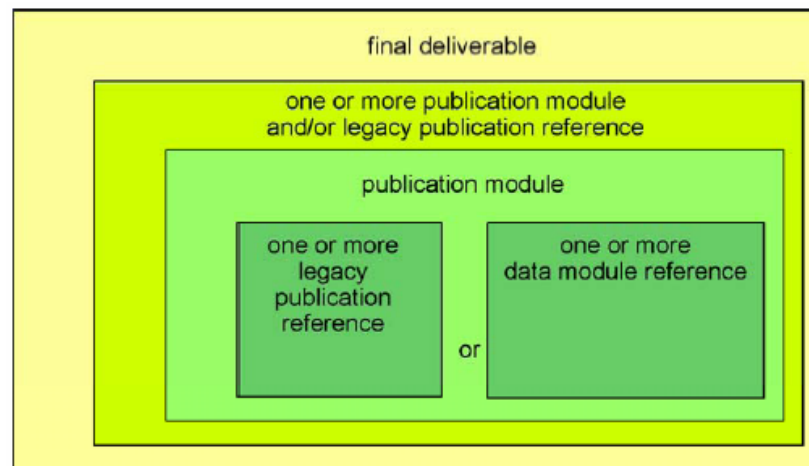 final deliverable
one or more publication module
and/or legacy publication reference
publication module
one or more
legacy
publication
reference
or
one or more
data module reference